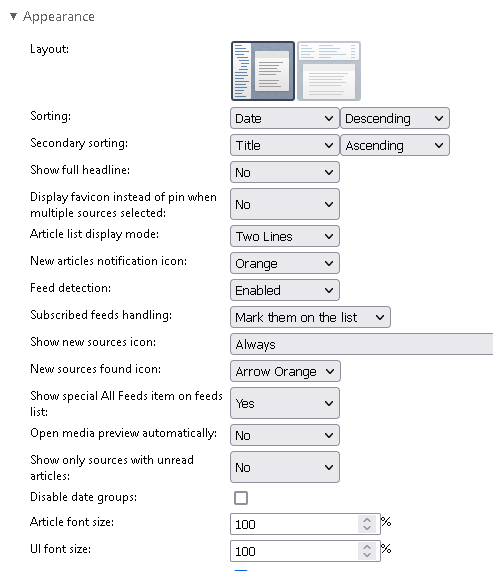 Appearance
Layout:
Sorting: Date Descending
Secondary sorting: Title Ascending
Show full headline: No
Display favicon instead of pin when
multiple sources selected: No
Article list display mode: Two Lines
New articles notification icon: Orange
Feed detection: Enabled
Subscribed feeds handling: Mark them on the list
Show new sources icon: Always
New sources found icon: Arrow Orange
Show special All Feeds item on feeds
list: Yes
Open media preview automatically: No
Show only sources with unread
articles: No
Disable date groups:
Article font size: 100 %
UI font size: 100 %